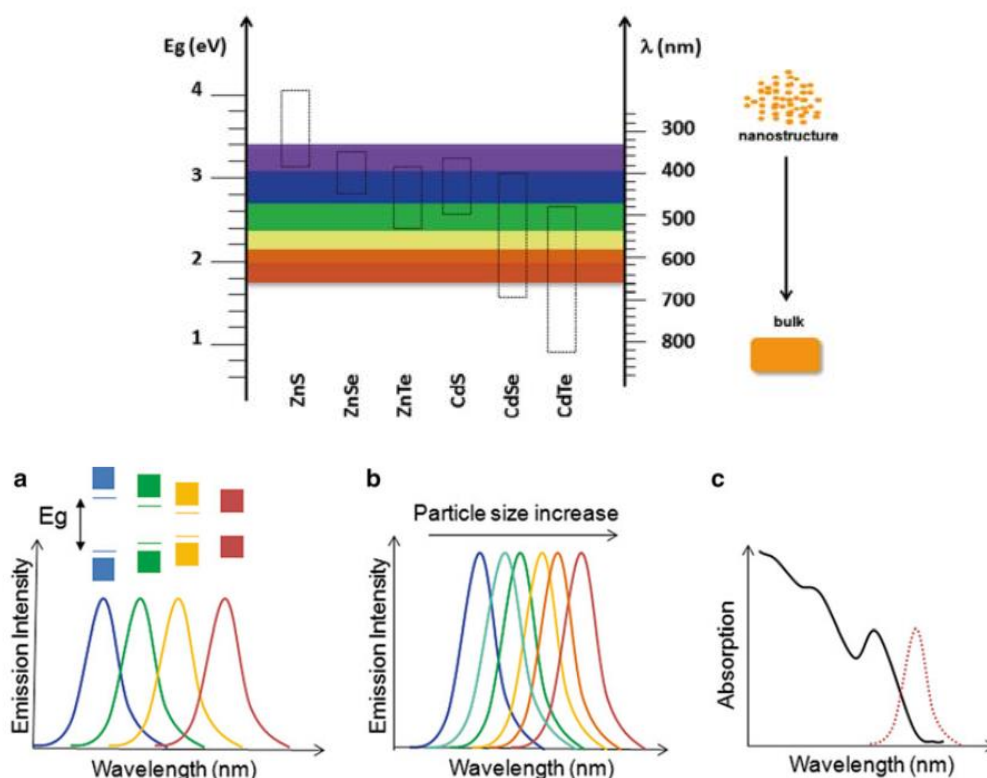 Eg (eV)
λ (nm)
4
3
2
1
300
400
500
600
700
800
nanostructure
bulk
ZnS
ZnSe
ZnTe
CdS
CdSe
CdTe
a
Eg
Emission Intensity
Wavelength (nm)
b
Particle size increase
Emission Intensity
Wavelength (nm)
c
Absorption
Wavelength (nm)